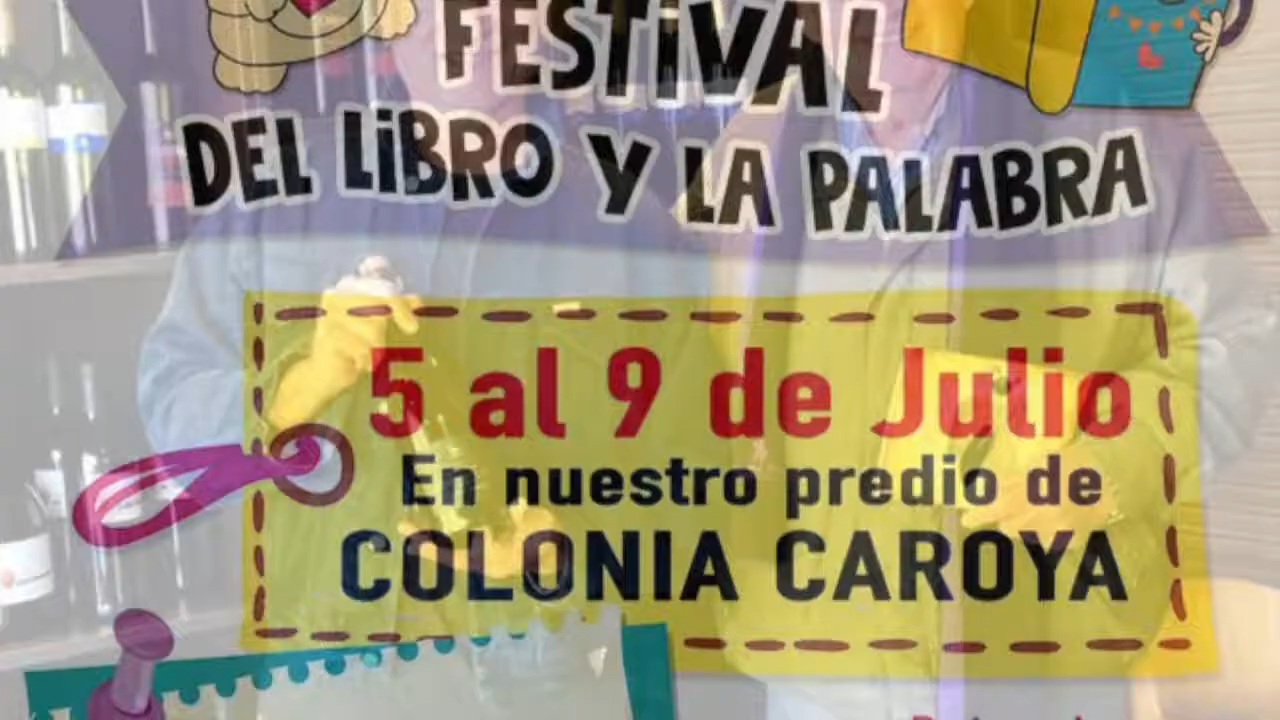 FESTIVAL
DEL LIBRO Y LA PALABRA
5 al 9 de Julio
En nuestro predio de
COLONIA CAROYA